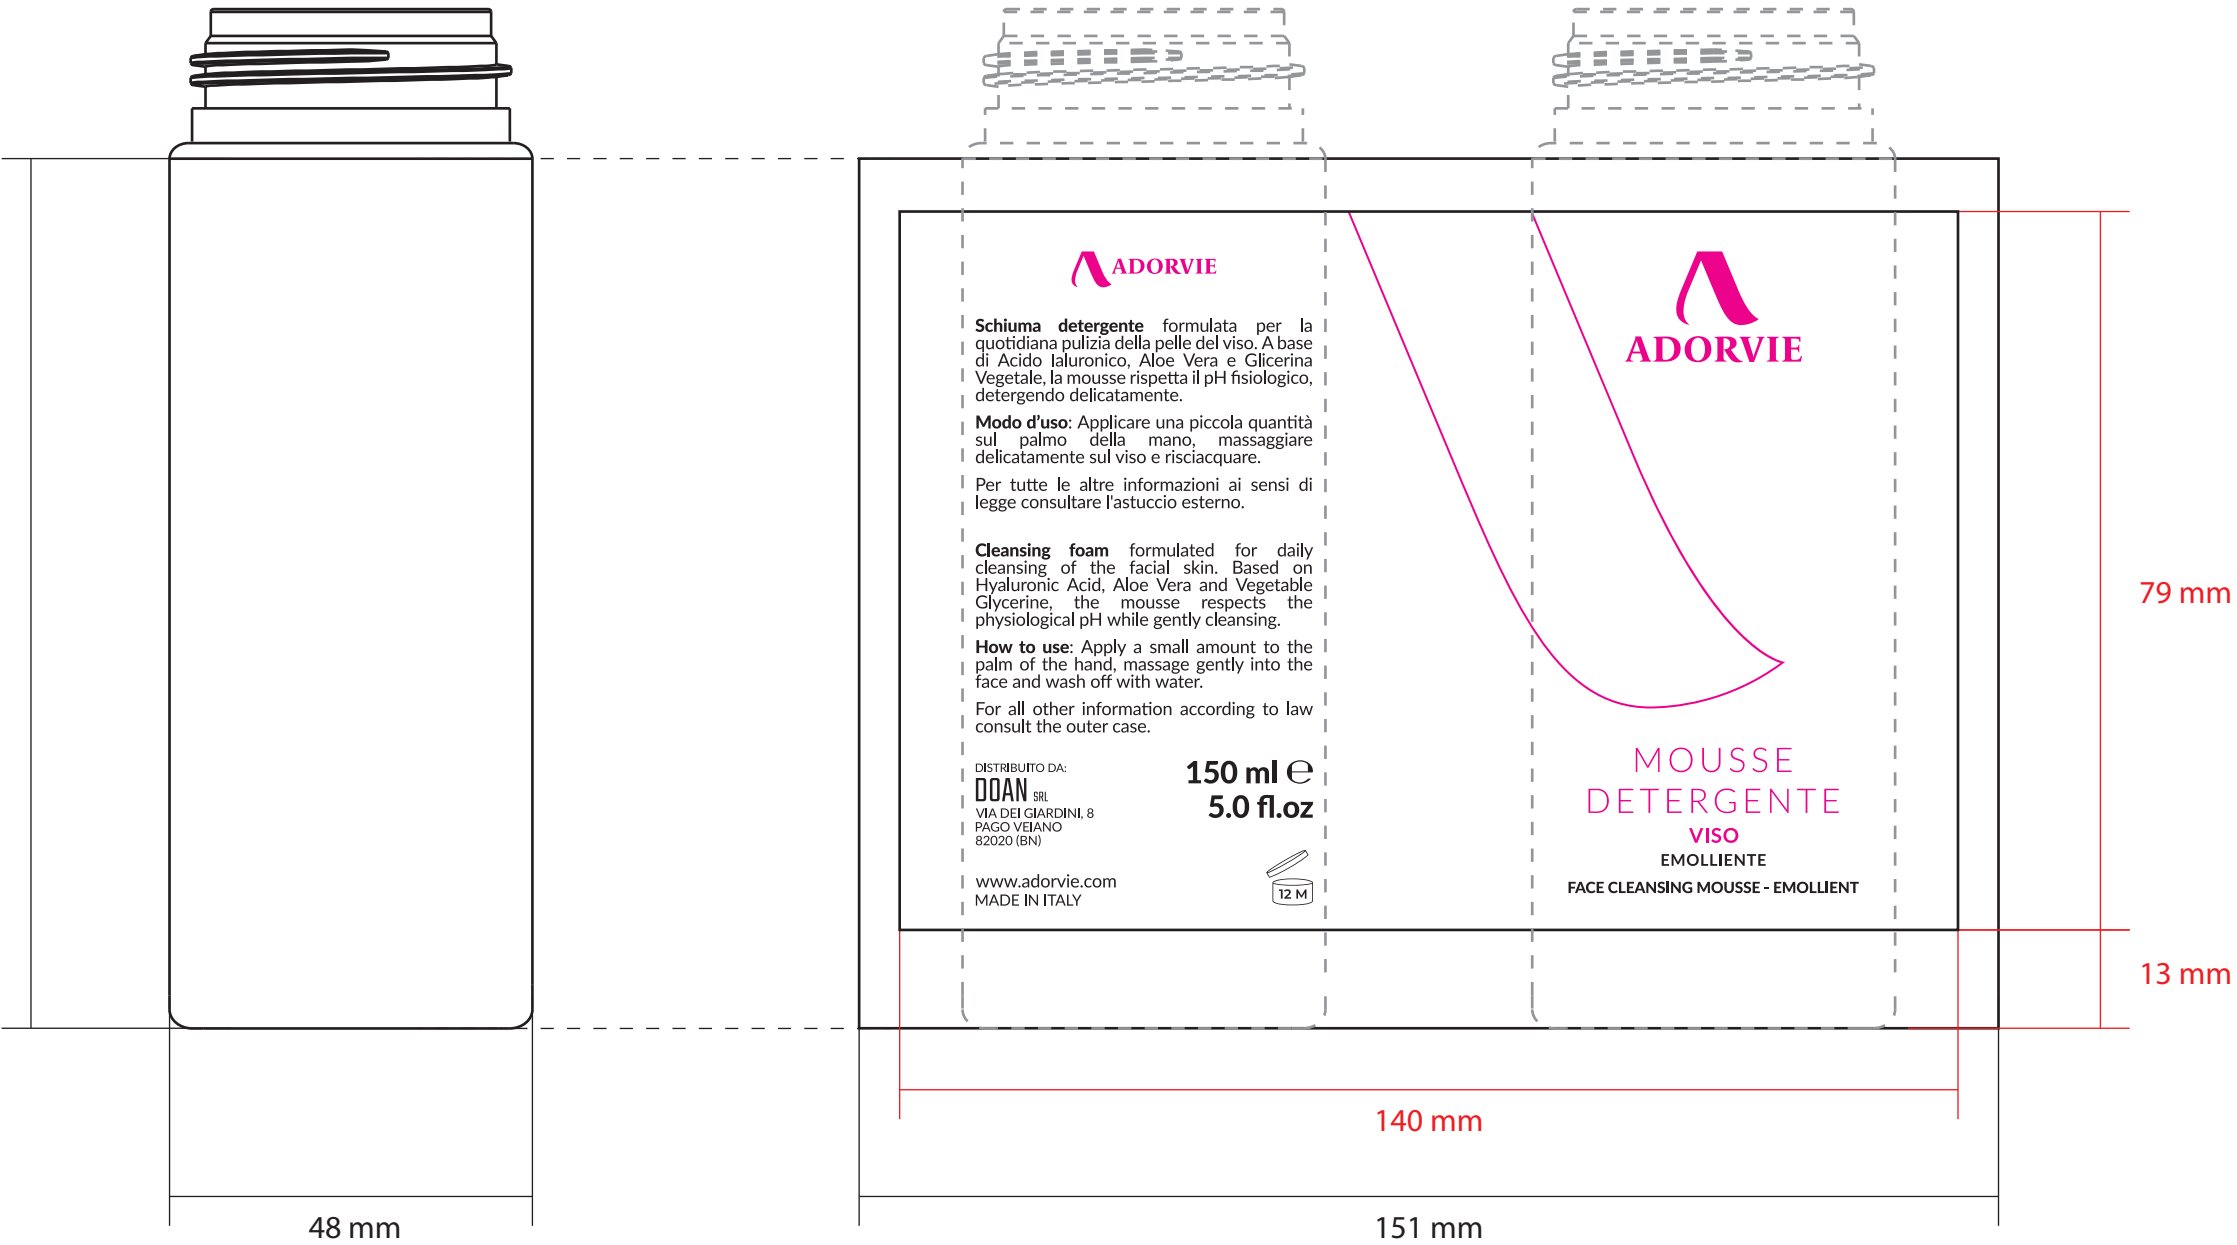 ADORVIE
Schiuma detergente formulata per la
quotidiana pulizia della pelle del viso. A base
di Acido Ialuronico, Aloe Vera e Glicerina
Vegetale, la mousse rispetta il pH fisiologico,
detergendo delicatamente.
Modo d'uso: Applicare una piccola quantità
sul palmo della mano, massaggiare
delicatamente sul viso e risciacquare.
Per tutte le altre informazioni ai sensi di
legge consultare l'astuccio esterno.
Cleansing foam formulated for daily
cleansing of the facial skin. Based on
Hyaluronic Acid, Aloe Vera and Vegetable
Glycerine, the mousse respects the
physiological pH while gently cleansing.
How to use: Apply a small amount to the
palm of the hand, massage gently into the
face and wash off with water.
For all other information according to law
consult the outer case.
DISTRIBUITO DA:
DOAN SRL
VIA DEI GIARDINI, 8
PAGO VEIANO
82020 (BN)
www.adorvie.com
MADE IN ITALY
150 ml ℮
5.0 fl.oz
12 M
ADORVIE
MOUSSE
DETERGENTE
VISO
EMOLLIENTE
FACE CLEANSING MOUSSE - EMOLLIENT
79 mm
13 mm
140 mm
48 mm
151 mm